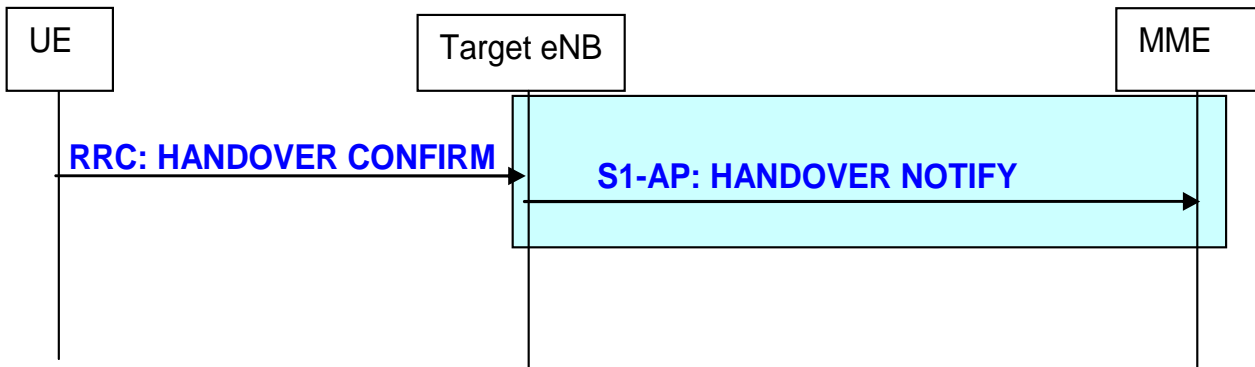 UE
Target eNB
MME
RRC: HANDOVER CONFIRM
S1-AP: HANDOVER NOTIFY